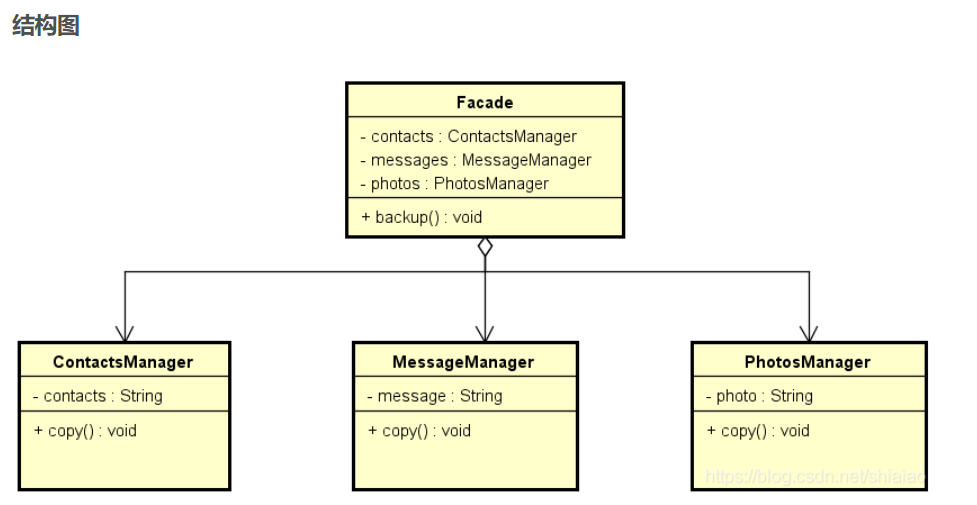 结构图
Facade
- contacts : ContactsManager
- messages : MessageManager
- photos : PhotosManager
+ backup() : void
ContactsManager
- contacts : String
+ copy() : void
MessageManager
- message : String
+ copy() : void
PhotosManager
- photo : String
+ copy() : void
https://blog.csdn.net/shiaiao